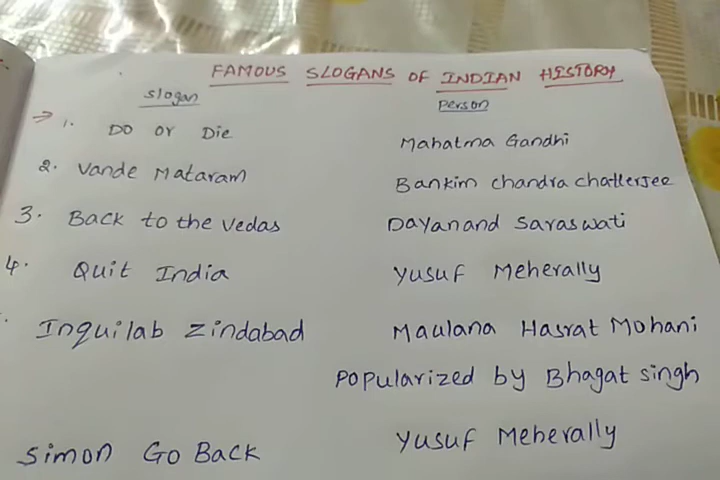 FAMOUS SLOGANS OF INDIAN HISTORY
Slogan Person
→ 1. DO or Die Mahatma Gandhi
2. Vande Mataram Bankim chandra chatterjee
3. Back to the vedas Dayanand Saraswati
4. Quit India Yusuf Meherally
Inquilab Zindabad Maulana Hasrat Mohani
Popularized by Bhagat singh
Simon Go Back Yusuf Meherally